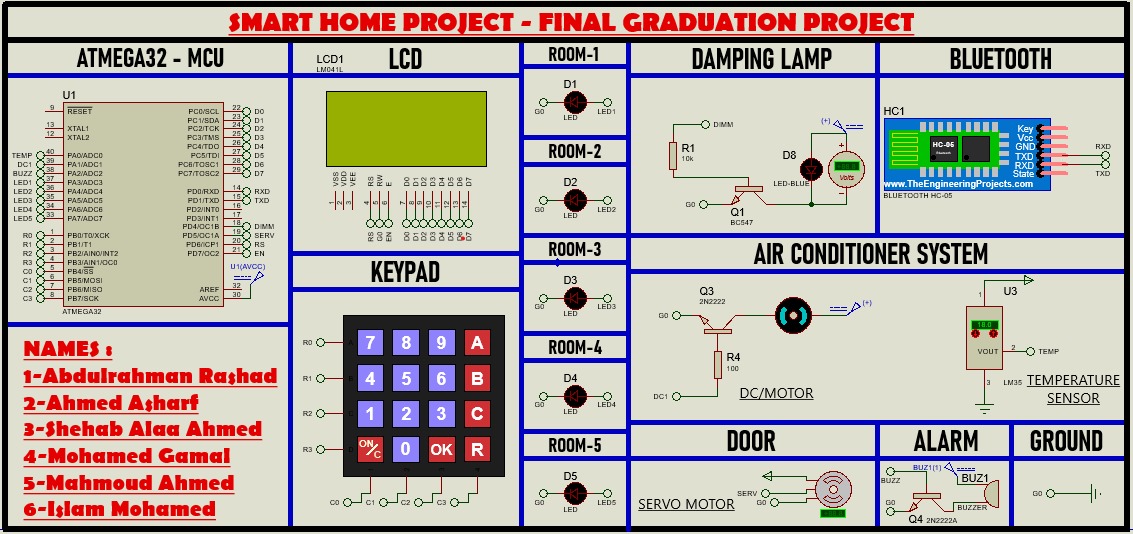 SMART HOME PROJECT - FINAL GRADUATION PROJECT
ATMEGA32 - MCU
U1
9 RESET
13 XTAL1
12 XTAL2
TEMP 40 PA0/ADC0
DC1 39 PA1/ADC1
BUZZ 38 PA2/ADC2
LED1 37 PA3/ADC3
LED2 36 PA4/ADC4
LED3 35 PA5/ADC5
LED4 34 PA6/ADC6
LED5 33 PA7/ADC7
R0 1 PB0/T0/XCK
R1 2 PB1/T1
R2 3 PB2/AIN0/INT2
R3 4 PB3/AIN1/OC0
C0 5 PB4/SS
C1 6 PB5/MOSI
C2 7 PB6/MISO
C3 8 PB7/SCK
PC0/SCL 22 D0
PC1/SDA 23 D1
PC2/TCK 24 D2
PC3/TMS 25 D3
PC4/TDO 26 D4
PC5/TDI 27 D5
PC6/TOSC1 28 D6
PC7/TOSC2 29 D7
PD0/RXD 14 RXD
PD1/TXD 15 TXD
PD2/INT0 16
PD3/INT1 17
PD4/OC1B 18 DIMM
PD5/OC1A 19 SERV
PD6/ICP1 20 RS
PD7/OC2 21 EN
U1(AVCC)
AREF 32
AVCC 30
ATMEGA32
NAMES :
1-Abdulrahman Rashad
2-Ahmed Asharf
3-Shehab Alaa Ahmed
4-Mohamed Gamal
5-Mahmoud Ahmed
6-Islam Mohamed
LCD
LCD1
LM041L
VSS VDD VEE RS RW E D0 D1 D2 D3 D4 D5 D6 D7
1 2 3 4 5 6 7 8 9 10 11 12 13 14
RS G0 EN D0 D1 D2 D3 D4 D5 D6 D7
KEYPAD
R0 7 8 9 A
R1 4 5 6 B
R2 1 2 3 C
R3 ON/C 0 OK R
C0 C1 C2 C3
ROOM-1
D1
G0 LED LED1
ROOM-2
D2
G0 LED LED2
ROOM-3
D3
G0 LED LED3
ROOM-4
D4
G0 LED LED4
ROOM-5
D5
G0 LED LED5
DAMPING LAMP
DIMM
(+)
R1
10k
D8
LED-BLUE
+
Volts
-
G0
Q1
BC547
BLUETOOTH
HC1
HC-06
Bluetooth
Key
Vcc
GND
TXD
RXD
State
RXD
TXD
www.TheEngineeringProjects.com
BLUETOOTH HC-05
AIR CONDITIONER SYSTEM
Q3
2N2222
G0
(+)
R4
100
DC1
DC/MOTOR
1
U3
18.0
VOUT 2 TEMP
3
LM35
TEMPERATURE
SENSOR
DOOR
SERV
G0
SERVO MOTOR
ALARM
BUZ1(1)
BUZZ
BUZ1
BUZZER
G0
Q4 2N2222A
GROUND
G0